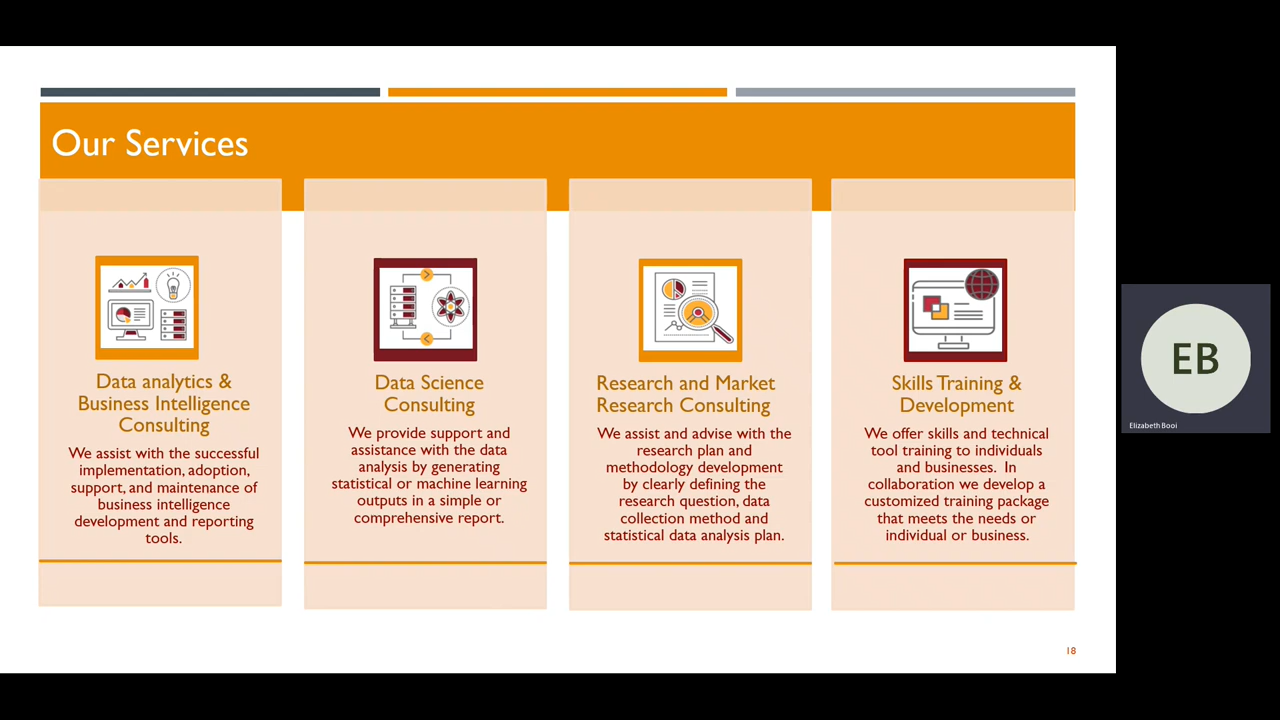 Our Services
Data analytics &
Business Intelligence
Consulting
We assist with the successful
implementation, adoption,
support, and maintenance of
business intelligence
development and reporting
tools.
Data Science
Consulting
We provide support and
assistance with the data
analysis by generating
statistical or machine learning
outputs in a simple or
comprehensive report.
Research and Market
Research Consulting
We assist and advise with the
research plan and
methodology development
by clearly defining the
research question, data
collection method and
statistical data analysis plan.
Skills Training &
Development
We offer skills and technical
tool training to individuals
and businesses. In
collaboration we develop a
customized training package
that meets the needs or
individual or business.
18
EB
Elizabeth Booi